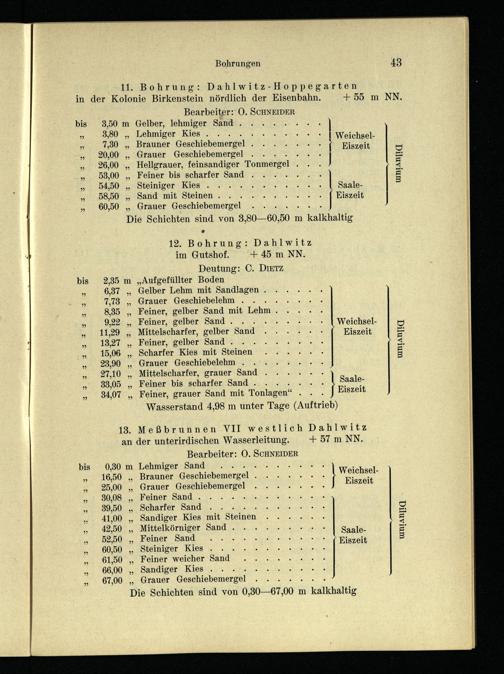 Bohrungen 43
11. Bohrung: Dahlwitz-Hoppegarten
in der Kolonie Birkenstein nördlich der Eisenbahn. + 55 m NN.
Bearbeiter: O. Schneider
bis 3,50 m Gelber, lehmiger Sand . . . . . . .
„ 3,80 „ Lehmiger Kies . . . . . . . . . Weichsel-
„ 7,30 „ Brauner Geschiebemergel . . . . . . Eiszeit
„ 20,00 „ Grauer Geschiebemergel . . . . . .
„ 26,00 „ Hellgrauer, feinsandiger Tonmergel . . . Diluvium
„ 53,00 „ Feiner bis scharfer Sand . . . . . .
„ 54,50 „ Steiniger Kies . . . . . . . . . Saale-
„ 58,50 „ Sand mit Steinen . . . . . . . . Eiszeit
„ 60,50 „ Grauer Geschiebemergel . . . . . .
Die Schichten sind von 3,80—60,50 m kalkhaltig
12. Bohrung: Dahlwitz
im Gutshof. + 45 m NN.
Deutung: C. Dietz
bis 2,35 m „Aufgefüllter Boden
„ 6,37 „ Gelber Lehm mit Sandlagen . . . . .
„ 7,73 „ Grauer Geschiebelehm . . . . . . .
„ 8,35 „ Feiner, gelber Sand mit Lehm . . . .
„ 9,22 „ Feiner, gelber Sand . . . . . . . Weichsel-
„ 11,29 „ Mittelscharfer, gelber Sand . . . . . Eiszeit
„ 13,27 „ Feiner, gelber Sand . . . . . . . Diluvium
„ 15,06 „ Scharfer Kies mit Steinen . . . . .
„ 23,90 „ Grauer Geschiebelehm . . . . . . .
„ 27,10 „ Mittelscharfer, grauer Sand . . . . . Saale-
„ 33,05 „ Feiner bis scharfer Sand . . . . . . Eiszeit
„ 34,07 „ Feiner, grauer Sand mit Tonlagen“ . . .
Wasserstand 4,98 m unter Tage (Auftrieb)
13. Meßbrunnen VII westlich Dahlwitz
an der unterirdischen Wasserleitung. + 57 m NN.
Bearbeiter: O. Schneider
bis 0,30 m Lehmiger Sand . . . . . . . . Weichsel-
„ 16,50 „ Brauner Geschiebemergel . . . . . . Eiszeit
„ 25,00 „ Grauer Geschiebemergel . . . . . .
„ 30,08 „ Feiner Sand . . . . . . . . . .
„ 39,50 „ Scharfer Sand . . . . . . . . . Diluvium
„ 41,00 „ Sandiger Kies mit Steinen . . . . .
„ 42,50 „ Mittelkörniger Sand . . . . . . . Saale-
„ 52,50 „ Feiner Sand . . . . . . . . . Eiszeit
„ 60,50 „ Steiniger Kies . . . . . . . . .
„ 61,50 „ Feiner weicher Sand . . . . . . .
„ 66,00 „ Sandiger Kies . . . . . . . . .
„ 67,00 „ Grauer Geschiebemergel . . . . . .
Die Schichten sind von 0,30—67,00 m kalkhaltig